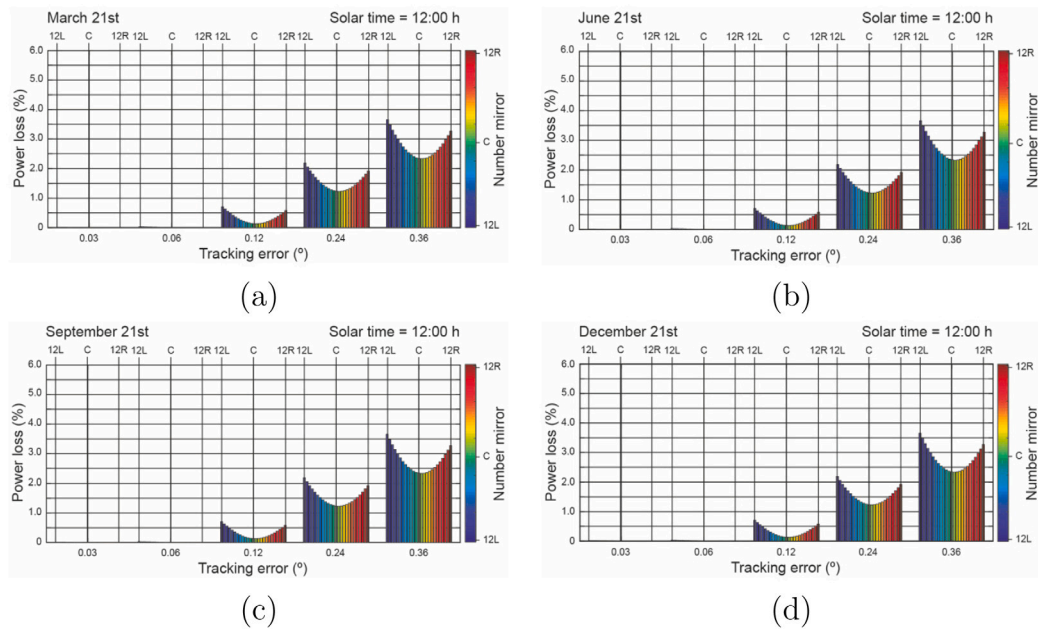 March 21st Solar time = 12:00 h
12L C 12R 12L C 12R 12L C 12R 12L C 12R 12L C 12R
6.0
5.0
4.0
3.0
2.0
1.0
0
Power loss (%)
0.03 0.06 0.12 0.24 0.36
Tracking error (º)
12R
C
12L
Number mirror
(a)
June 21st Solar time = 12:00 h
12L C 12R 12L C 12R 12L C 12R 12L C 12R 12L C 12R
6.0
5.0
4.0
3.0
2.0
1.0
0
Power loss (%)
0.03 0.06 0.12 0.24 0.36
Tracking error (º)
12R
C
12L
Number mirror
(b)
September 21st Solar time = 12:00 h
12L C 12R 12L C 12R 12L C 12R 12L C 12R 12L C 12R
6.0
5.0
4.0
3.0
2.0
1.0
0
Power loss (%)
0.03 0.06 0.12 0.24 0.36
Tracking error (º)
12R
C
12L
Number mirror
(c)
December 21st Solar time = 12:00 h
12L C 12R 12L C 12R 12L C 12R 12L C 12R 12L C 12R
6.0
5.0
4.0
3.0
2.0
1.0
0
Power loss (%)
0.03 0.06 0.12 0.24 0.36
Tracking error (º)
12R
C
12L
Number mirror
(d)